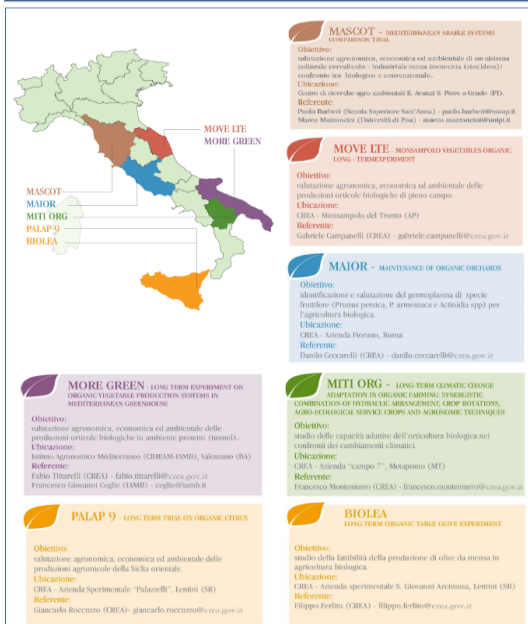 MOVE LTE
MORE GREEN
MASCOT
MAIOR
MITI ORG
PALAP 9
BIOLEA
MASCOT - MEDITERRANEAN ARABLE SYSTEMS
COMPARISON TRIAL
Obiettivo:
valutazione agronomica, economica ed ambientale di un sistema
colturale cerealicolo - industriale senza zootecnia (stockless):
confronto tra biologico e convenzionale.
Ubicazione:
Centro di ricerche agro-ambientali E. Avanzi S. Piero a Grado (PI).
Referente:
Paolo Barberi (Scuola Superiore Sant'Anna) - paolo.barberi@sssup.it
Marco Mazzoncini (Università di Pisa) - marco.mazzoncini@unipi.it
MOVE LTE - MONSAMPOLO VEGETABLES ORGANIC
LONG - TERMEXPERIMENT
Obiettivo:
valutazione agronomica, economica ed ambientale delle
produzioni orticole biologiche di pieno campo.
Ubicazione:
CREA - Monsampolo del Tronto (AP)
Referente:
Gabriele Campanelli (CREA) - gabriele.campanelli@crea.gov.it
MAIOR - MAINTENANCE OF ORGANIC ORCHARDS
Obiettivo:
identificazione e valutazione del germoplasma di specie
fruttifere (Prunus persica, P. armeniaca e Actinidia spp) per
l'agricoltura biologica.
Ubicazione:
CREA - Azienda Fiorano, Roma
Referente:
Danilo Ceccarelli (CREA) - danilo.ceccarelli@crea.gov.it
MORE GREEN - LONG TERM EXPERIMENT ON
ORGANIC VEGETABLE PRODUCTION SYSTEMS IN
MEDITERRANEAN GREENHOUSE
Obiettivo:
valutazione agronomica, economica ed ambientale delle
produzioni orticole biologiche in ambiente protetto (tunnel).
Ubicazione:
Istituto Agronomico Mediterraneo (CIHEAM-IAMB), Valenzano (BA)
Referente:
Fabio Tittarelli (CREA) - fabio.tittarelli@crea.gov.it
Francesco Giovanni Ceglie (IAMB) - ceglie@iamb.it
MITI ORG - LONG-TERM CLIMATIC CHANGE
ADAPTATION IN ORGANIC FARMING: SYNERGISTIC
COMBINATION OF HYDRAULIC ARRANGEMENT, CROP ROTATIONS,
AGRO-ECOLOGICAL SERVICE CROPS AND AGRONOMIC TECHNIQUES
Obiettivo:
studio delle capacità adattive dell'orticoltura biologica nei
confronti dei cambiamenti climatici.
Ubicazione:
CREA - Azienda "campo 7", Metaponto (MT)
Referente:
Francesco Montemurro (CREA) - francesco.montemurro@crea.gov.it
PALAP 9 - LONG TERM TRIAL ON ORGANIC CITRUS
Obiettivo:
valutazione agronomica, economica ed ambientale delle
produzioni agrumicole della Sicilia orientale.
Ubicazione:
CREA - Azienda Sperimentale "Palazzelli", Lentini (SR)
Referente:
Giancarlo Roccuzzo (CREA)- giancarlo.roccuzzo@crea.gov.it
BIOLEA
LONG TERM ORGANIC TABLE OLIVE EXPERIMENT
Obiettivo:
studio della fattibilità della produzione di olive da mensa in
agricoltura biologica.
Ubicazione:
CREA - Azienda sperimentale S. Giovanni Arcimusa, Lentini (SR)
Referente:
Filippo Ferlito (CREA) - filippo.ferlito@crea.gov.it